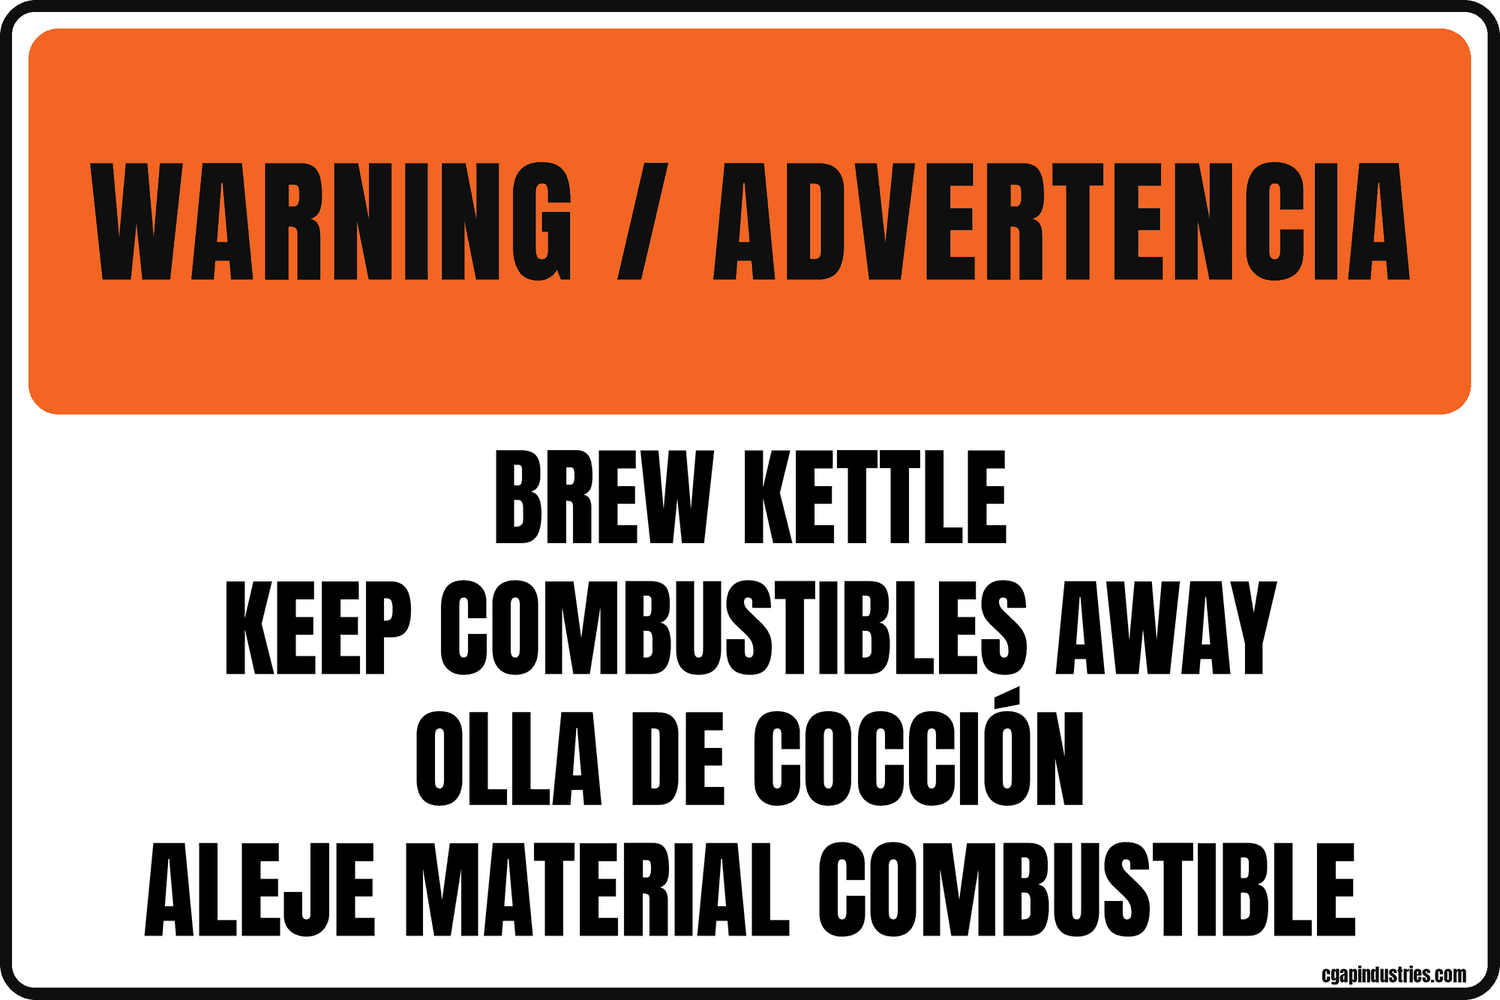 WARNING / ADVERTENCIA
BREW KETTLE
KEEP COMBUSTIBLES AWAY
OLLA DE COCCIÓN
ALEJE MATERIAL COMBUSTIBLE
cgapindustries.com